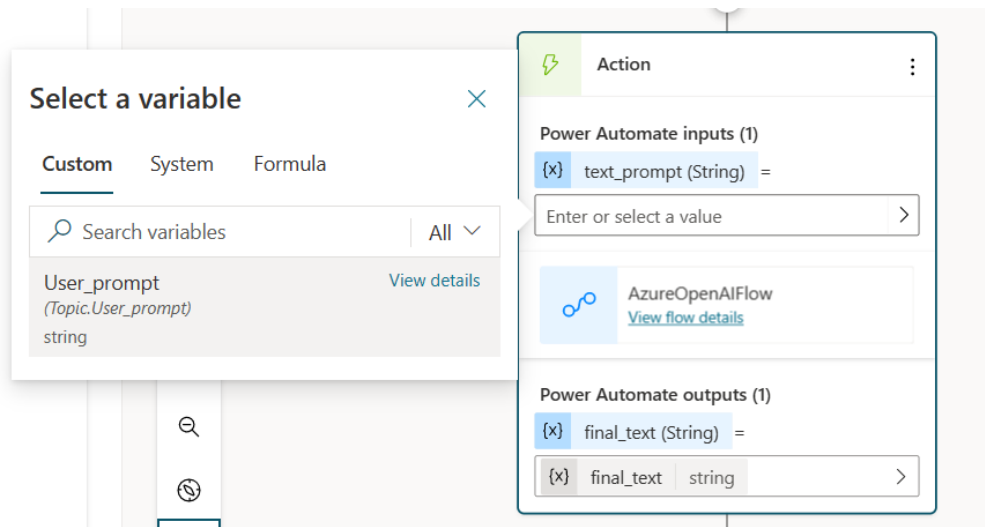 Select a variable
Custom System Formula
Search variables All
User_prompt View details
(Topic.User_prompt)
string
Action
Power Automate inputs (1)
{x} text_prompt (String) =
Enter or select a value
AzureOpenAIFlow
View flow details
Power Automate outputs (1)
{x} final_text (String) =
{x} final_text string